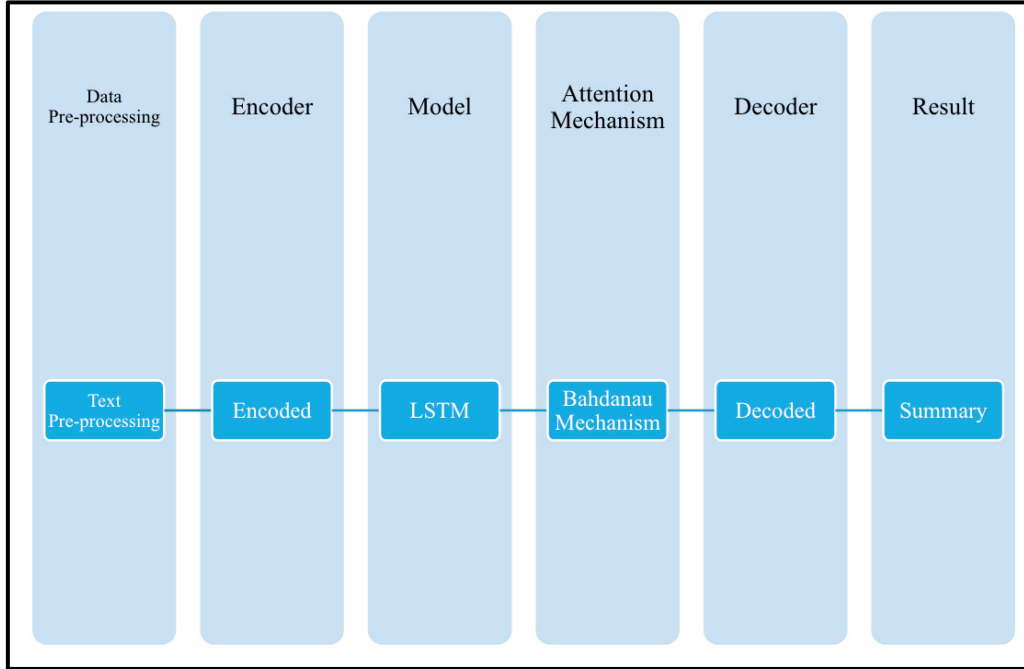 Data
Pre-processing
Encoder
Model
Attention
Mechanism
Decoder
Result
Text
Pre-processing
Encoded
LSTM
Bahdanau
Mechanism
Decoded
Summary